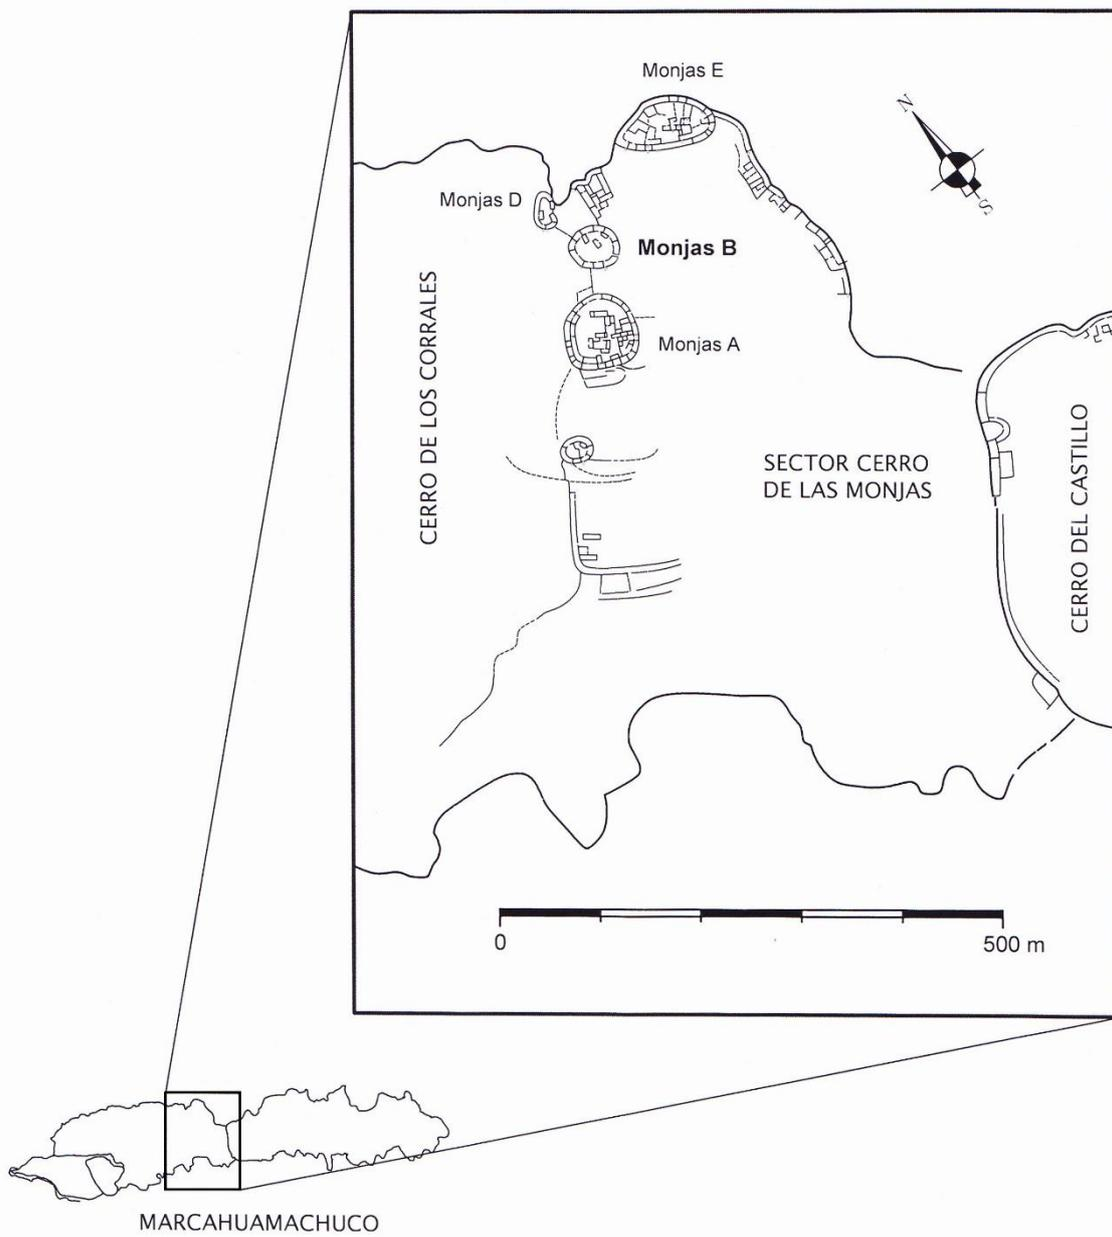 Monjas E
N
S
Monjas D
Monjas B
Monjas A
CERRO DE LOS CORRALES
SECTOR CERRO
DE LAS MONJAS
CERRO DEL CASTILLO
0
500 m
MARCAHUAMACHUCO